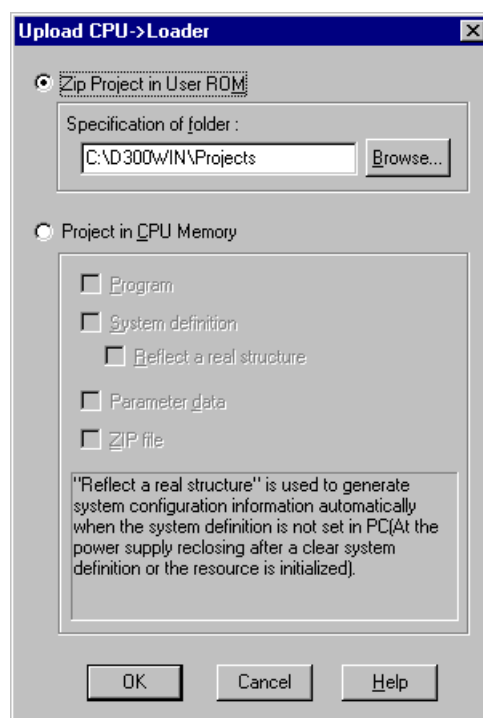 Upload CPU->Loader
Zip Project in User ROM
Specification of folder :
C:\D300WIN\Projects
Browse...
Project in CPU Memory
Program
System definition
Reflect a real structure
Parameter data
ZIP file
"Reflect a real structure" is used to generate
system configuration information automatically
when the system definition is not set in PC(At the
power supply reclosing after a clear system
definition or the resource is initialized).
OK Cancel Help